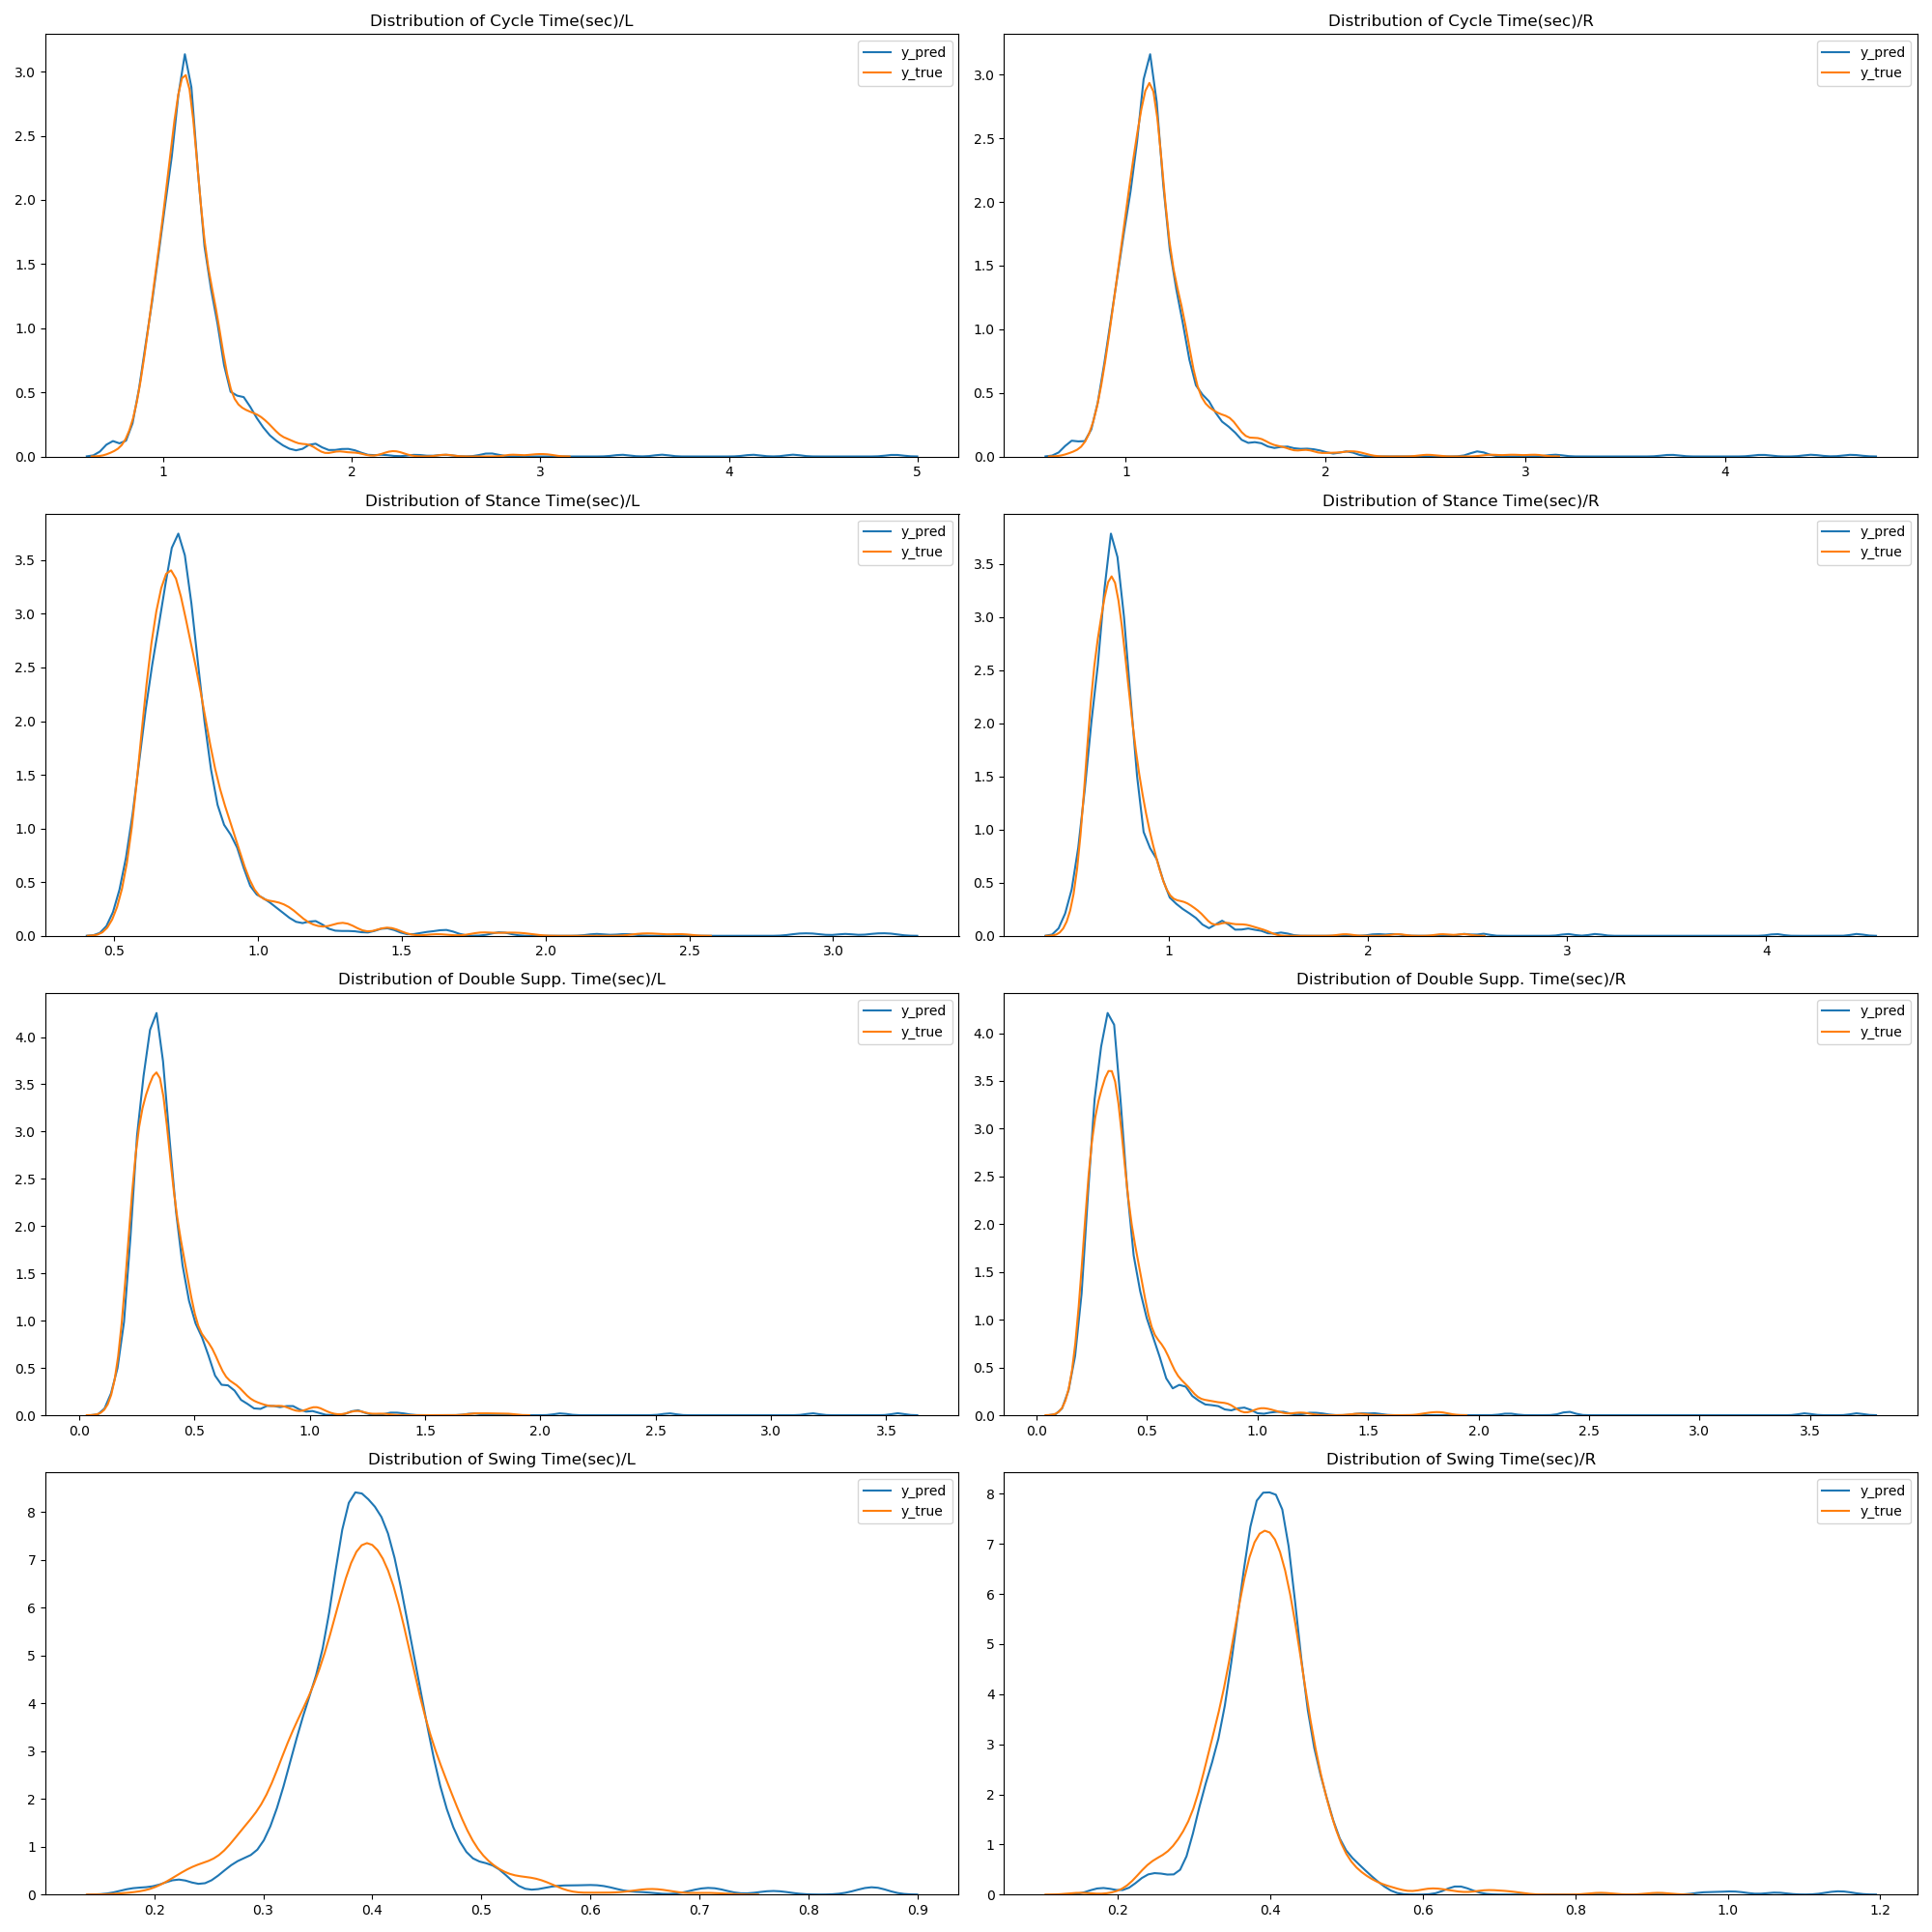 Distribution of Cycle Time(sec)/L
3.0
2.5
2.0
1.5
1.0
0.5
0.0
1 2 3 4 5
y_pred
y_true
Distribution of Cycle Time(sec)/R
3.0
2.5
2.0
1.5
1.0
0.5
0.0
1 2 3 4
y_pred
y_true
Distribution of Stance Time(sec)/L
3.5
3.0
2.5
2.0
1.5
1.0
0.5
0.0
0.5 1.0 1.5 2.0 2.5 3.0
y_pred
y_true
Distribution of Stance Time(sec)/R
3.5
3.0
2.5
2.0
1.5
1.0
0.5
0.0
1 2 3 4
y_pred
y_true
Distribution of Double Supp. Time(sec)/L
4.0
3.5
3.0
2.5
2.0
1.5
1.0
0.5
0.0
0.0 0.5 1.0 1.5 2.0 2.5 3.0 3.5
y_pred
y_true
Distribution of Double Supp. Time(sec)/R
4.0
3.5
3.0
2.5
2.0
1.5
1.0
0.5
0.0
0.0 0.5 1.0 1.5 2.0 2.5 3.0 3.5
y_pred
y_true
Distribution of Swing Time(sec)/L
8
7
6
5
4
3
2
1
0
0.2 0.3 0.4 0.5 0.6 0.7 0.8 0.9
y_pred
y_true
Distribution of Swing Time(sec)/R
8
7
6
5
4
3
2
1
0
0.2 0.4 0.6 0.8 1.0 1.2
y_pred
y_true